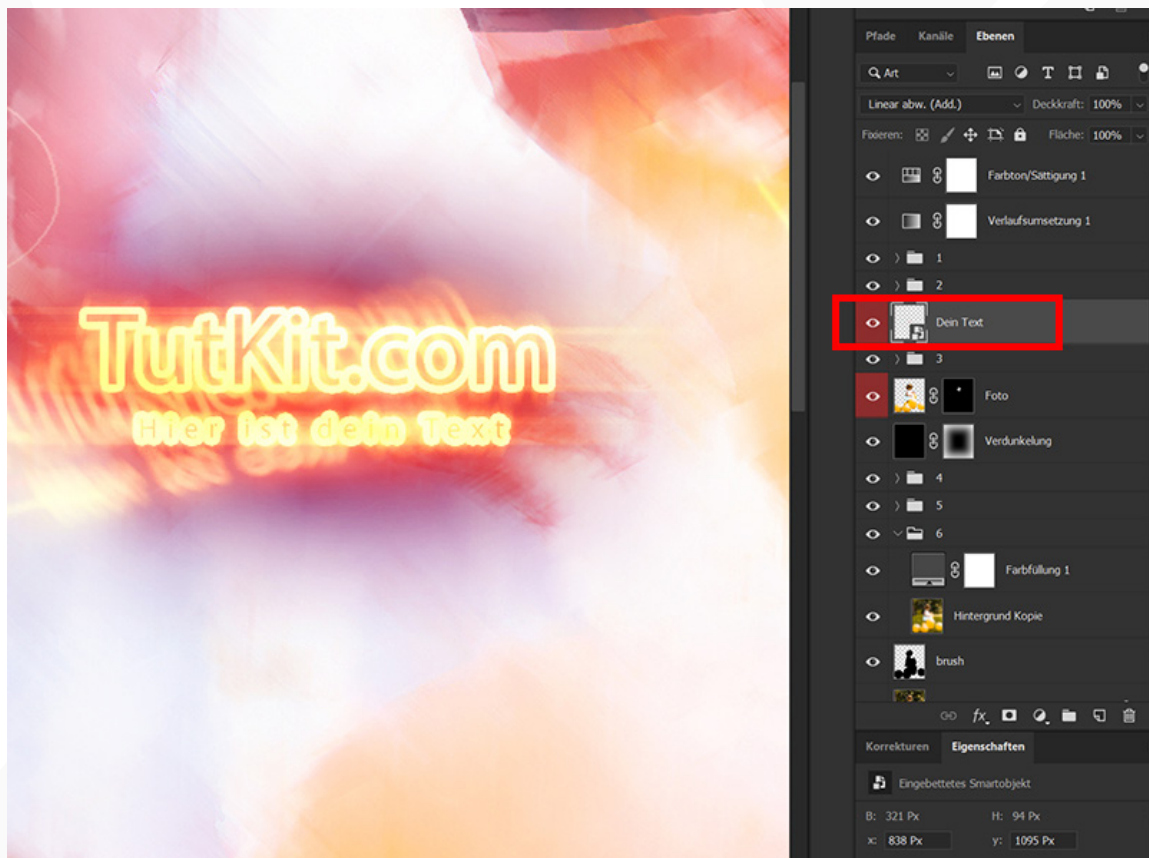 TutKit.com
Hier ist dein Text
Pfade Kanäle Ebenen
Art
Linear abw. (Add.) Deckkraft: 100%
Fixieren: Fläche: 100%
Farbton/Sättigung 1
Verlaufsumsetzung 1
1
2
Dein Text
3
Foto
Verdunkelung
4
5
6
Farbfüllung 1
Hintergrund Kopie
brush
fx
Korrekturen Eigenschaften
Eingebettetes Smartobjekt
B: 321 Px H: 94 Px
x: 838 Px y: 1095 Px